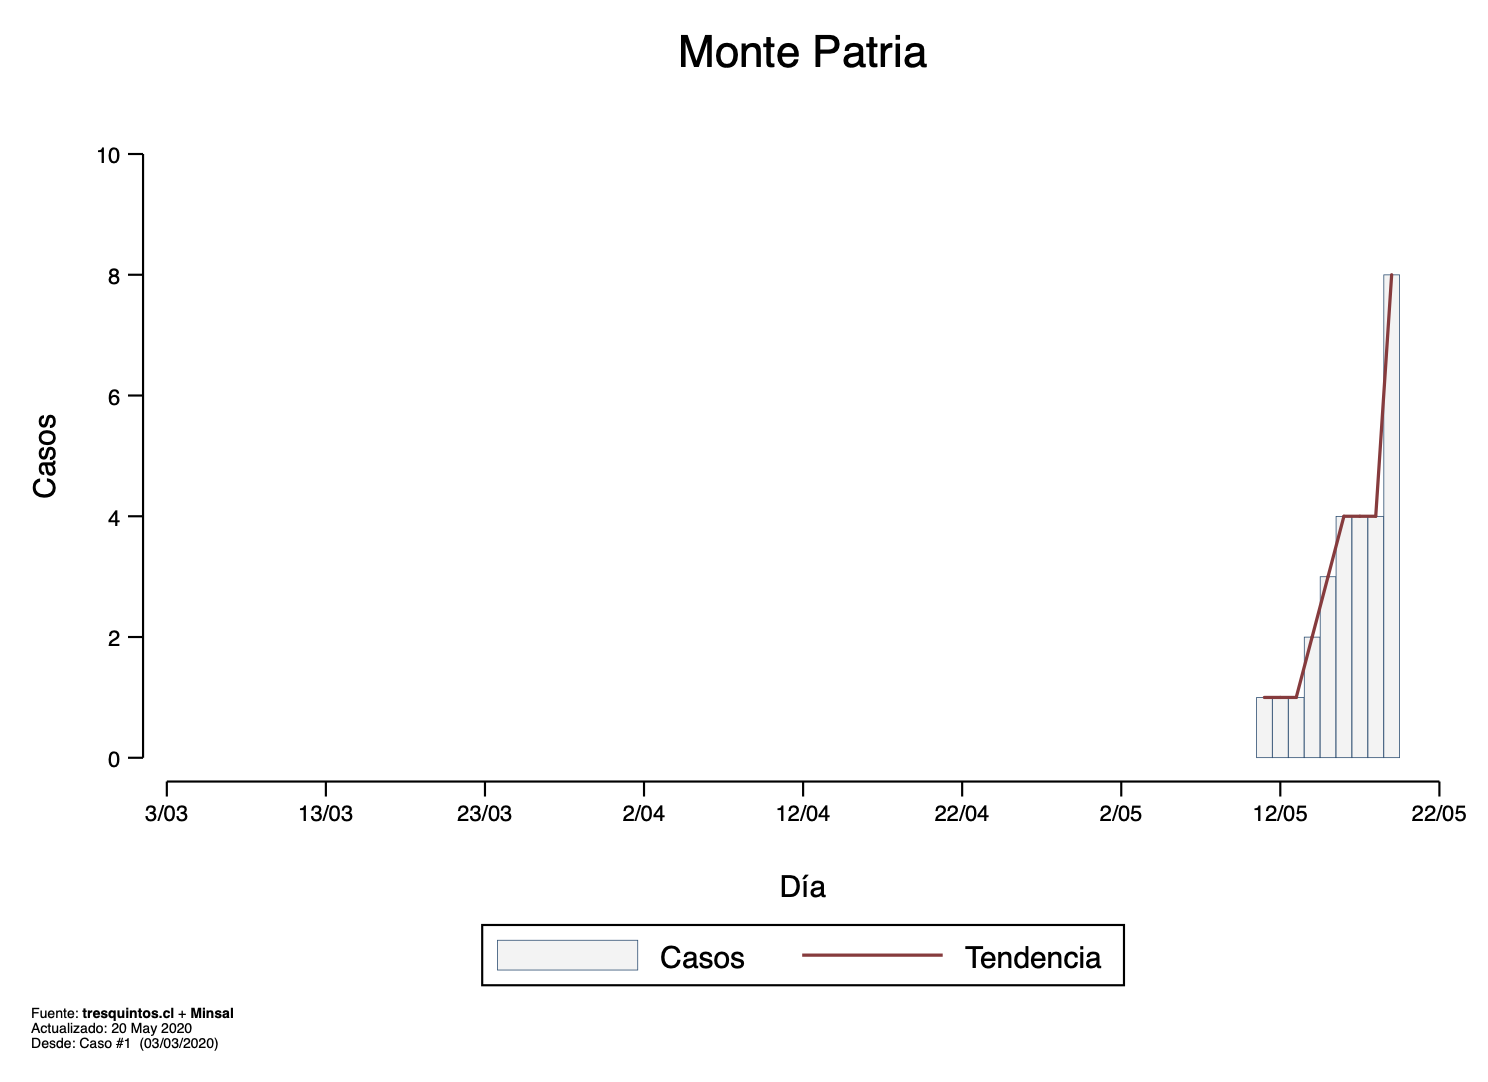 Monte Patria
10
8
6
4
2
0
Casos
3/03 13/03 23/03 2/04 12/04 22/04 2/05 12/05 22/05
Día
Casos Tendencia
Fuente: tresquintos.cl + Minsal
Actualizado: 20 May 2020
Desde: Caso #1 (03/03/2020)